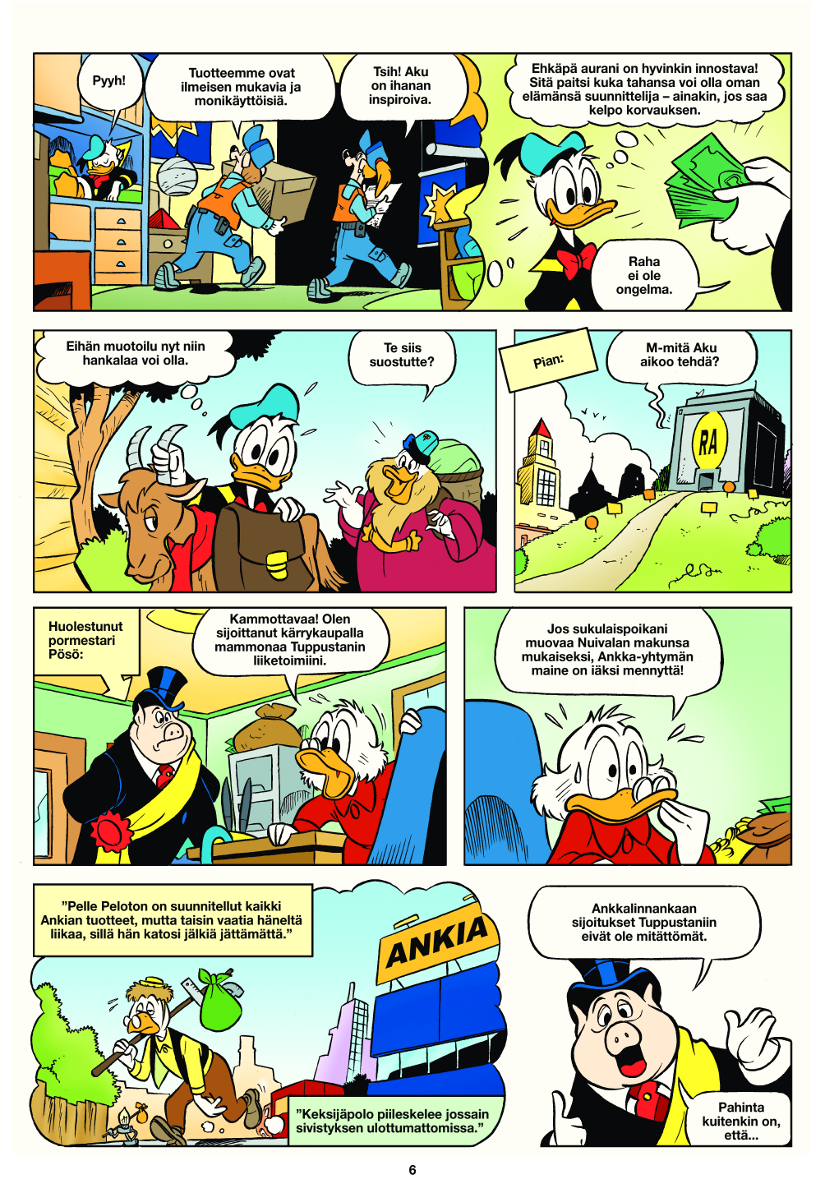 Pyyh!
Tuotteemme ovat
ilmeisen mukavia ja
monikäyttöisiä.
Tsih! Aku
on ihanan
inspiroiva.
Ehkäpä aurani on hyvinkin innostava!
Sitä paitsi kuka tahansa voi olla oman
elämänsä suunnittelija – ainakin, jos saa
kelpo korvauksen.
Raha
ei ole
ongelma.
Eihän muotoilu nyt niin
hankalaa voi olla.
Te siis
suostutte?
Pian:
M-mitä Aku
aikoo tehdä?
RA
Huolestunut
pormestari
Pösö:
Kammottavaa! Olen
sijoittanut kärrykaupalla
mammonaa Tuppustanin
liiketoimiini.
Jos sukulaispoikani
muovaa Nuivalan makunsa
mukaiseksi, Ankka-yhtymän
maine on iäksi mennyttä!
”Pelle Peloton on suunnitellut kaikki
Ankian tuotteet, mutta taisin vaatia häneltä
liikaa, sillä hän katosi jälkiä jättämättä.”
ANKIA
”Keksijäpolo piileskelee jossain
sivistyksen ulottumattomissa.”
Ankkalinnankaan
sijoitukset Tuppustaniin
eivät ole mitättömät.
Pahinta
kuitenkin on,
että...
6